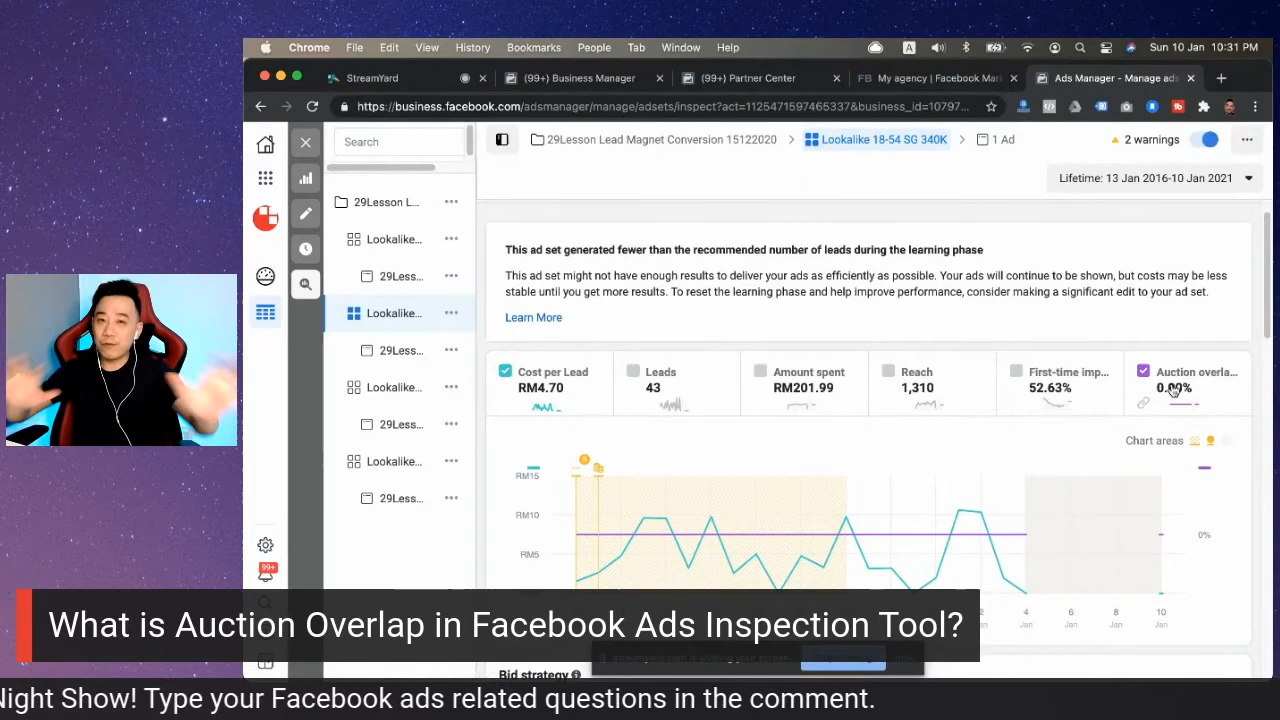 Chrome File Edit View History Bookmarks People Tab Window Help
A
Sun 10 Jan 10:31 PM
StreamYard
(99+) Business Manager
(99+) Partner Center
FB My agency | Facebook Mar
Ads Manager - Manage ads
https://business.facebook.com/adsmanager/manage/adsets/inspect?act=1125471597465337&business_id=10797...
Search
29Lesson Lead Magnet Conversion 15122020
Lookalike 18-54 SG 340K
1 Ad
2 warnings
Lifetime: 13 Jan 2016-10 Jan 2021
29Lesson L...
Lookalike...
29Less...
Lookalike...
29Less...
Lookalike...
29Less...
Lookalike...
29Less...
99+
This ad set generated fewer than the recommended number of leads during the learning phase
This ad set might not have enough results to deliver your ads as efficiently as possible. Your ads will continue to be shown, but costs may be less
stable until you get more results. To reset the learning phase and help improve performance, consider making a significant edit to your ad set.
Learn More
Cost per Lead
RM4.70
Leads
43
Amount spent
RM201.99
Reach
1,310
First-time imp...
52.63%
Auction overla...
0.00%
Chart areas
RM15
RM10
RM5
0%
4 Jan
6 Jan
8 Jan
10 Jan
Bid strategy
What is Auction Overlap in Facebook Ads Inspection Tool?
Night Show! Type your Facebook ads related questions in the comment.